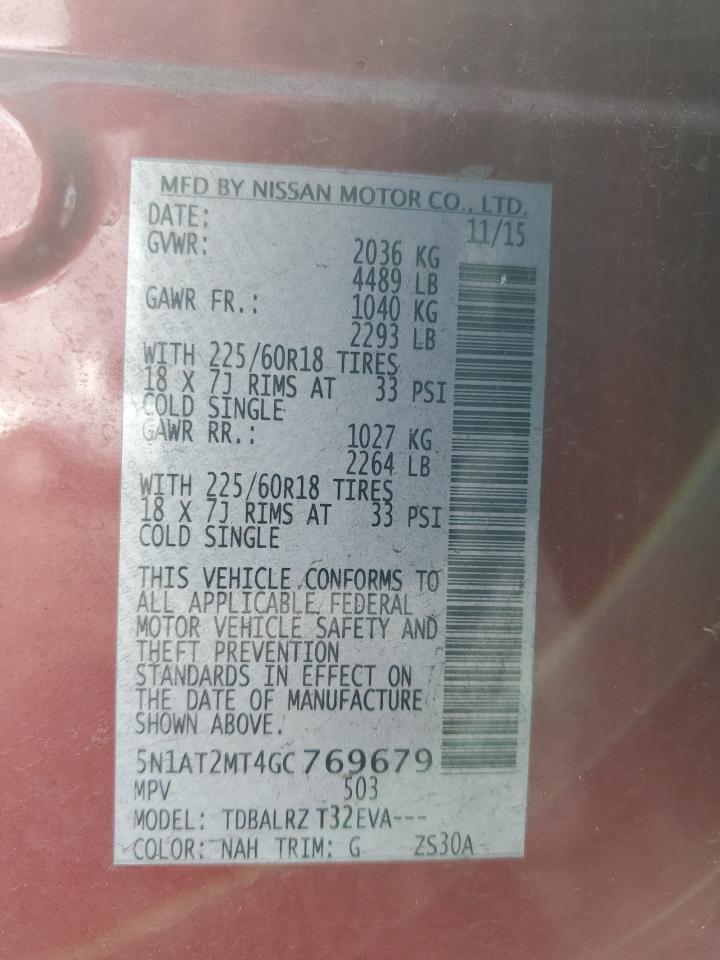 MFD BY NISSAN MOTOR CO., LTD.
DATE: 11/15
GVWR: 2036 KG
4489 LB
GAWR FR.: 1040 KG
2293 LB
WITH 225/60R18 TIRES
18 X 7J RIMS AT 33 PSI
COLD SINGLE
GAWR RR.: 1027 KG
2264 LB
WITH 225/60R18 TIRES
18 X 7J RIMS AT 33 PSI
COLD SINGLE
THIS VEHICLE CONFORMS TO
ALL APPLICABLE FEDERAL
MOTOR VEHICLE SAFETY AND
THEFT PREVENTION
STANDARDS IN EFFECT ON
THE DATE OF MANUFACTURE
SHOWN ABOVE.
5N1AT2MT4GC769679
MPV 503
MODEL: TDBALRZ T32EVA---
COLOR: NAH TRIM: G ZS30A